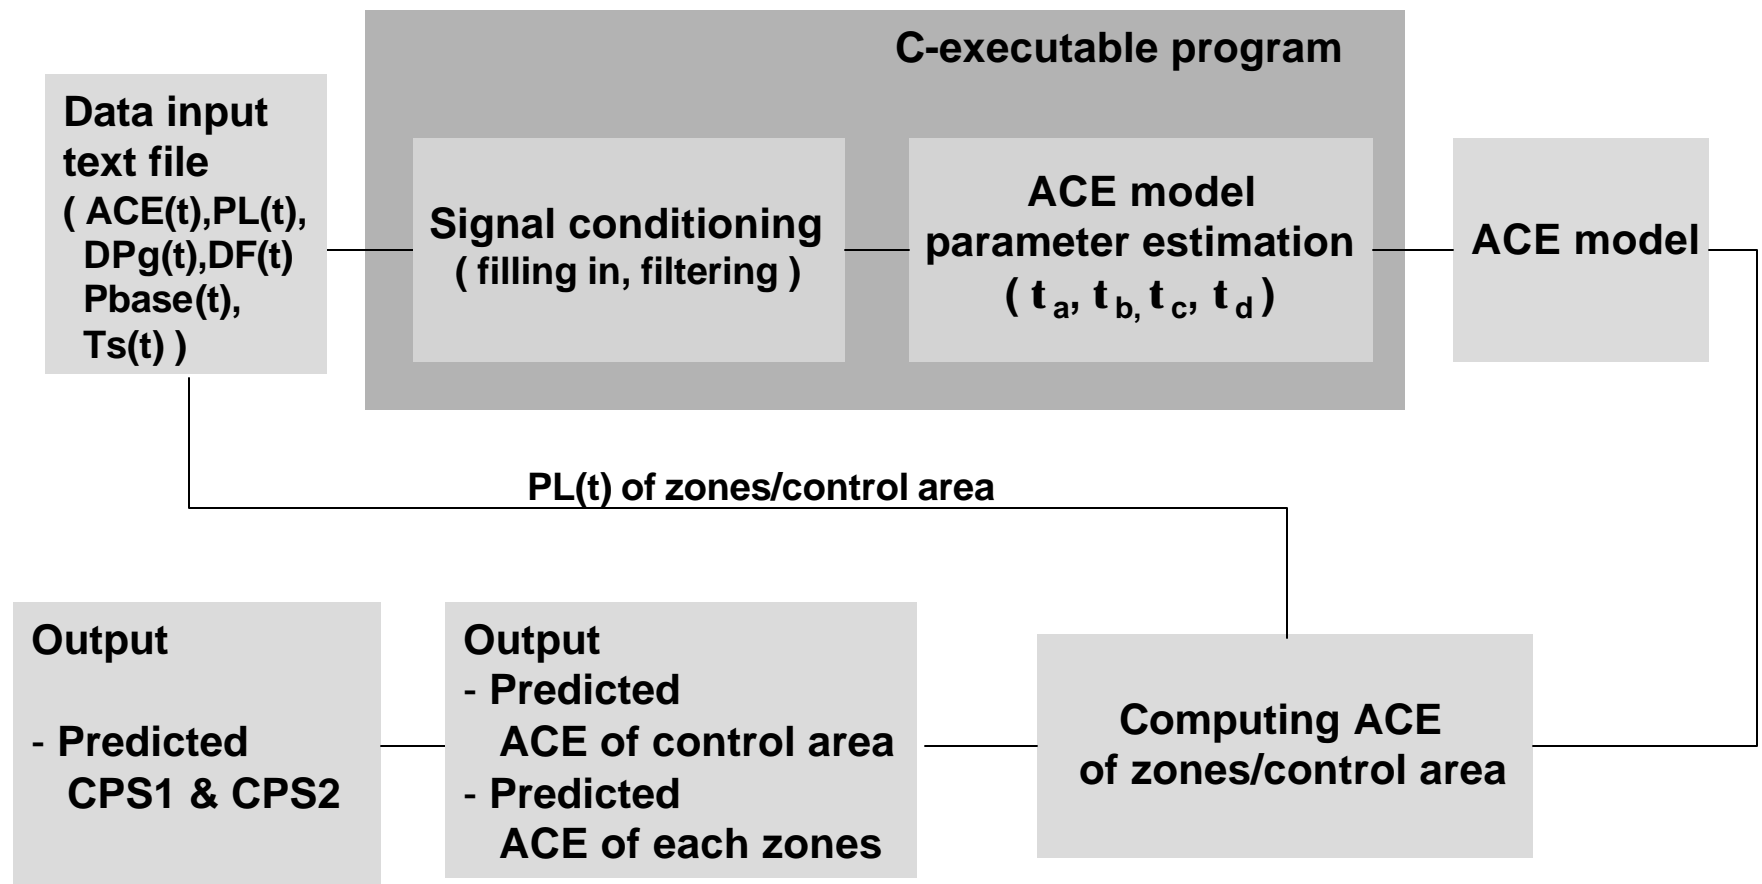 C-executable program
Data input
text file
( ACE(t),PL(t),
DPg(t),DF(t)
Pbase(t),
Ts(t) )
Signal conditioning
( filling in, filtering )
ACE model
parameter estimation
( t a, t b, t c, t d )
ACE model
PL(t) of zones/control area
Output
- Predicted
CPS1 & CPS2
Output
- Predicted
ACE of control area
- Predicted
ACE of each zones
Computing ACE
of zones/control area